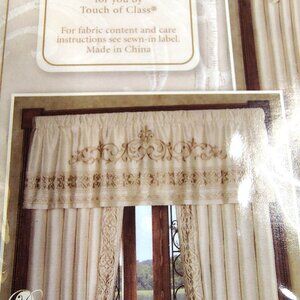 for you by
Touch of Class®
For fabric content and care
instructions see sewn-in label.
Made in China